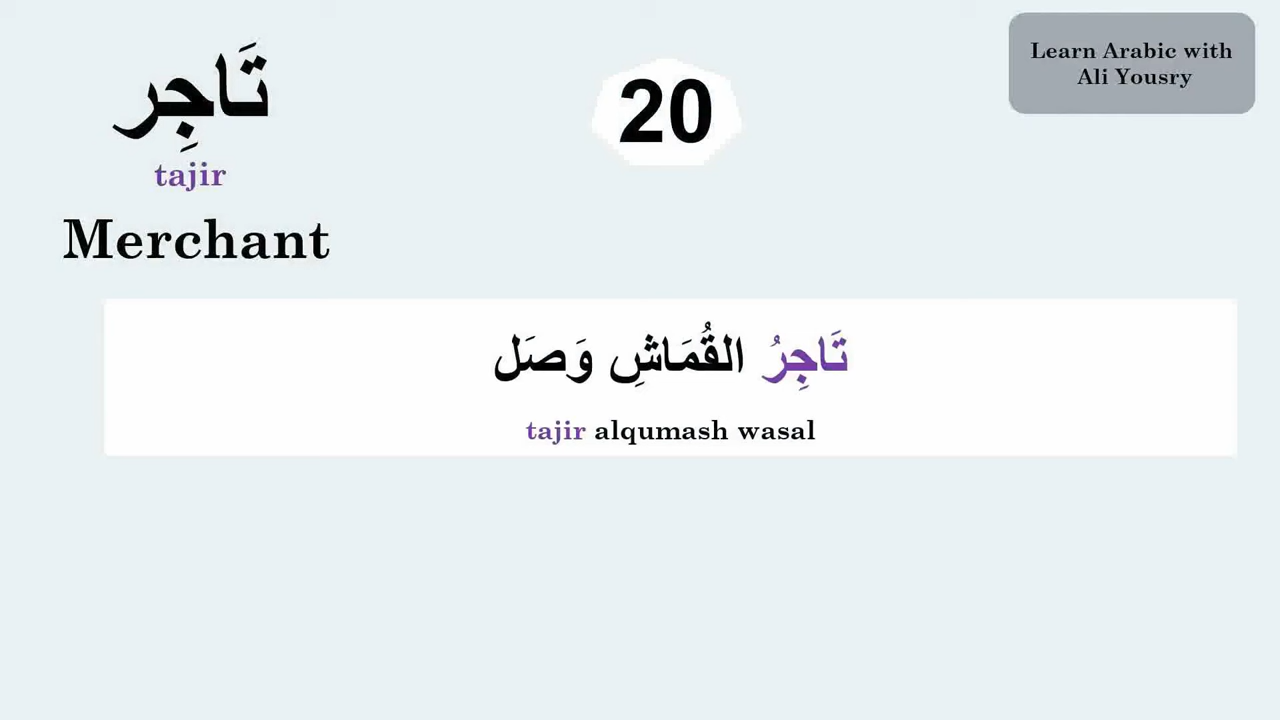 تَاجِر
tajir
Merchant
20
Learn Arabic with
Ali Yousry
تَاجِرُ القُمَاشِ وَصَل
tajir alqumash wasal